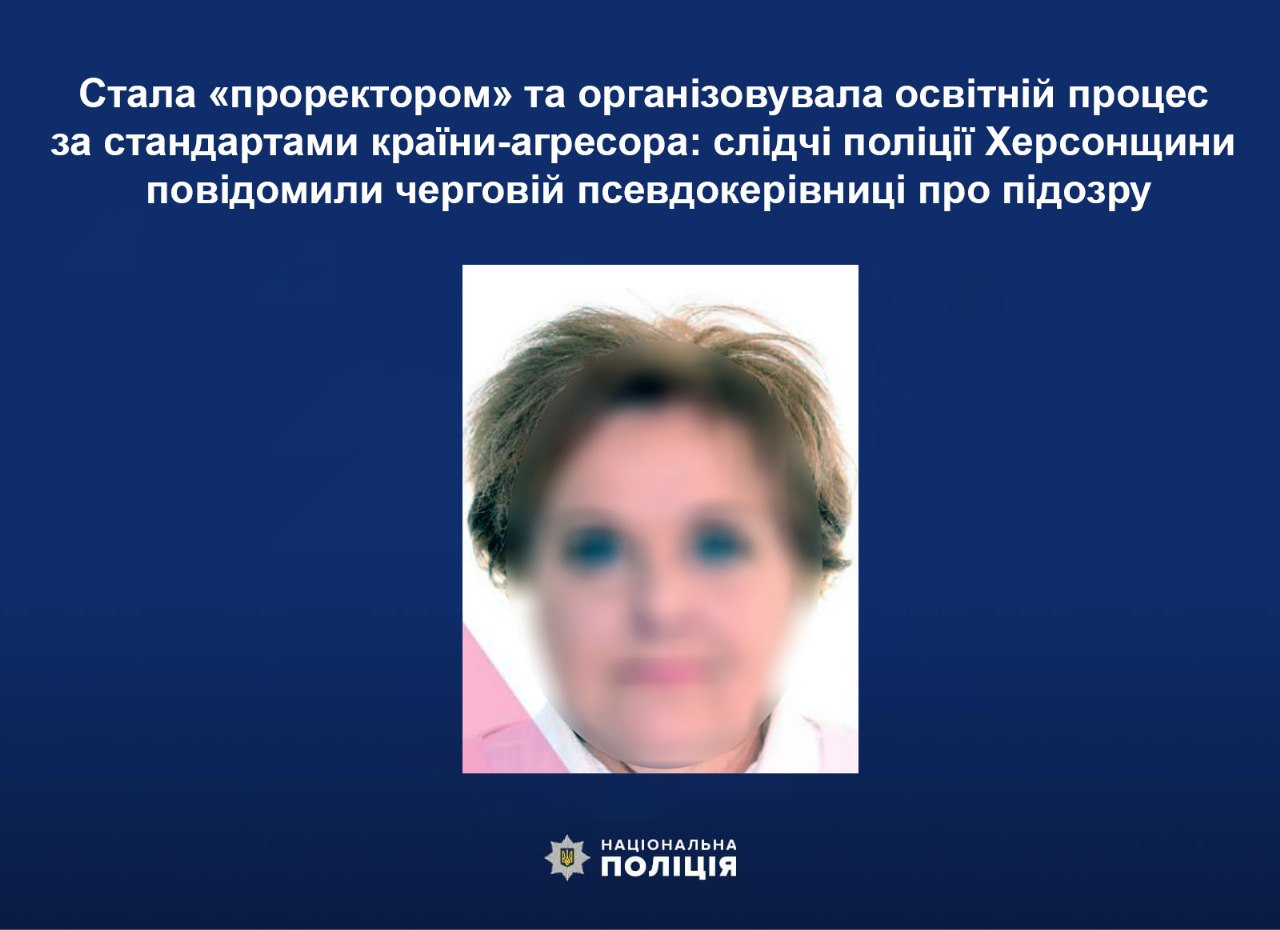 Стала «проректором» та організовувала освітній процес
за стандартами країни-агресора: слідчі поліції Херсонщини
повідомили черговій псевдокерівниці про підозру
НАЦІОНАЛЬНА
ПОЛІЦІЯ